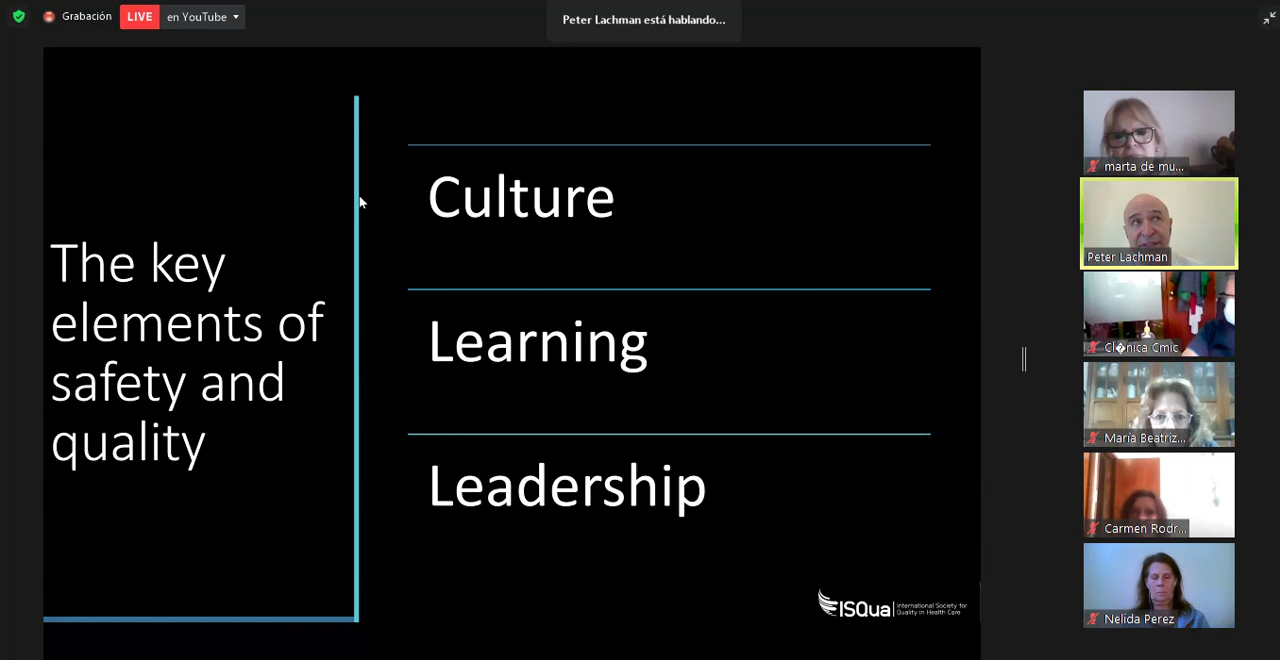 Grabación
LIVE
en YouTube
Peter Lachman está hablando...
The key
elements of
safety and
quality
Culture
Learning
Leadership
ISQua
International Society for
Quality in Health Care
marta de mu...
Peter Lachman
Cl�nica Cmic
María Beatriz...
Carmen Rodr...
Nelida Perez